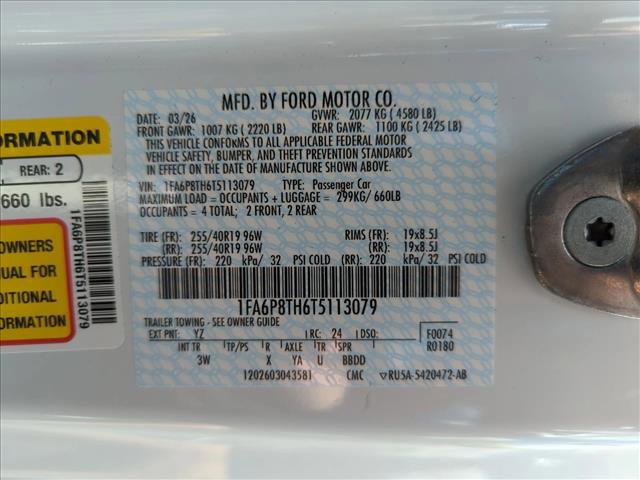 ORMATION
REAR: 2
660 lbs.
OWNERS
NUAL FOR
DITIONAL
RMATION
1FA6P8TH6T5113079
MFD. BY FORD MOTOR CO.
DATE: 03/26 GVWR: 2077 KG ( 4580 LB)
FRONT GAWR: 1007 KG ( 2220 LB) REAR GAWR: 1100 KG ( 2425 LB)
THIS VEHICLE CONFORMS TO ALL APPLICABLE FEDERAL MOTOR
VEHICLE SAFETY, BUMPER, AND THEFT PREVENTION STANDARDS
IN EFFECT ON THE DATE OF MANUFACTURE SHOWN ABOVE.
VIN: 1FA6P8TH6T5113079 TYPE: Passenger Car
MAXIMUM LOAD = OCCUPANTS + LUGGAGE = 299KG/ 660LB
OCCUPANTS = 4 TOTAL; 2 FRONT, 2 REAR
TIRE (FR): 255/40R19 96W RIMS (FR): 19x8.5J
(RR): 255/40R19 96W (RR): 19x8.5J
PRESSURE (FR): 220 kPa/ 32 PSI COLD (RR): 220 kPa/ 32 PSI COLD
1FA6P8TH6T5113079
TRAILER TOWING - SEE OWNER GUIDE
EXT PNT: YZ RC: 24 DSO: F0074
INT TR TP/PS R AXLE TR SPR R0180
3W X YA U BBDD
1202603043581 CMC ▽RU5A-5420472-AB